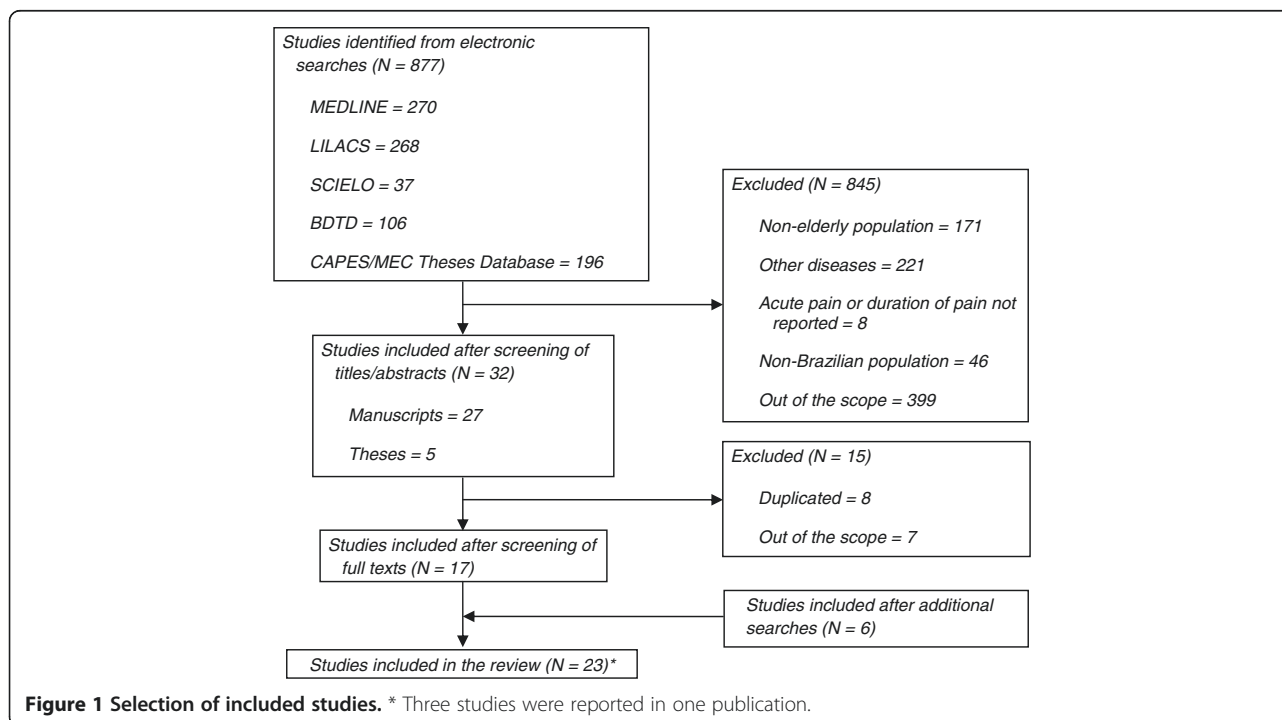 Studies identified from electronic
searches (N = 877)
MEDLINE = 270
LILACS = 268
SCIELO = 37
BDTD = 106
CAPES/MEC Theses Database = 196
Excluded (N = 845)
Non-elderly population = 171
Other diseases = 221
Acute pain or duration of pain not
reported = 8
Non-Brazilian population = 46
Out of the scope = 399
Studies included after screening of
titles/abstracts (N = 32)
Manuscripts = 27
Theses = 5
Excluded (N = 15)
Duplicated = 8
Out of the scope = 7
Studies included after screening of
full texts (N = 17)
Studies included after additional
searches (N = 6)
Studies included in the review (N = 23)*
Figure 1 Selection of included studies. * Three studies were reported in one publication.